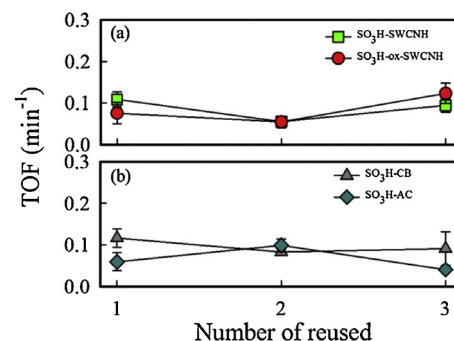 (a)
SO3H-SWCNH
SO3H-ox-SWCNH
0.3
0.2
0.1
0.0
TOF (min-1)
(b)
SO3H-CB
SO3H-AC
0.3
0.2
0.1
0.0
1 2 3
Number of reused